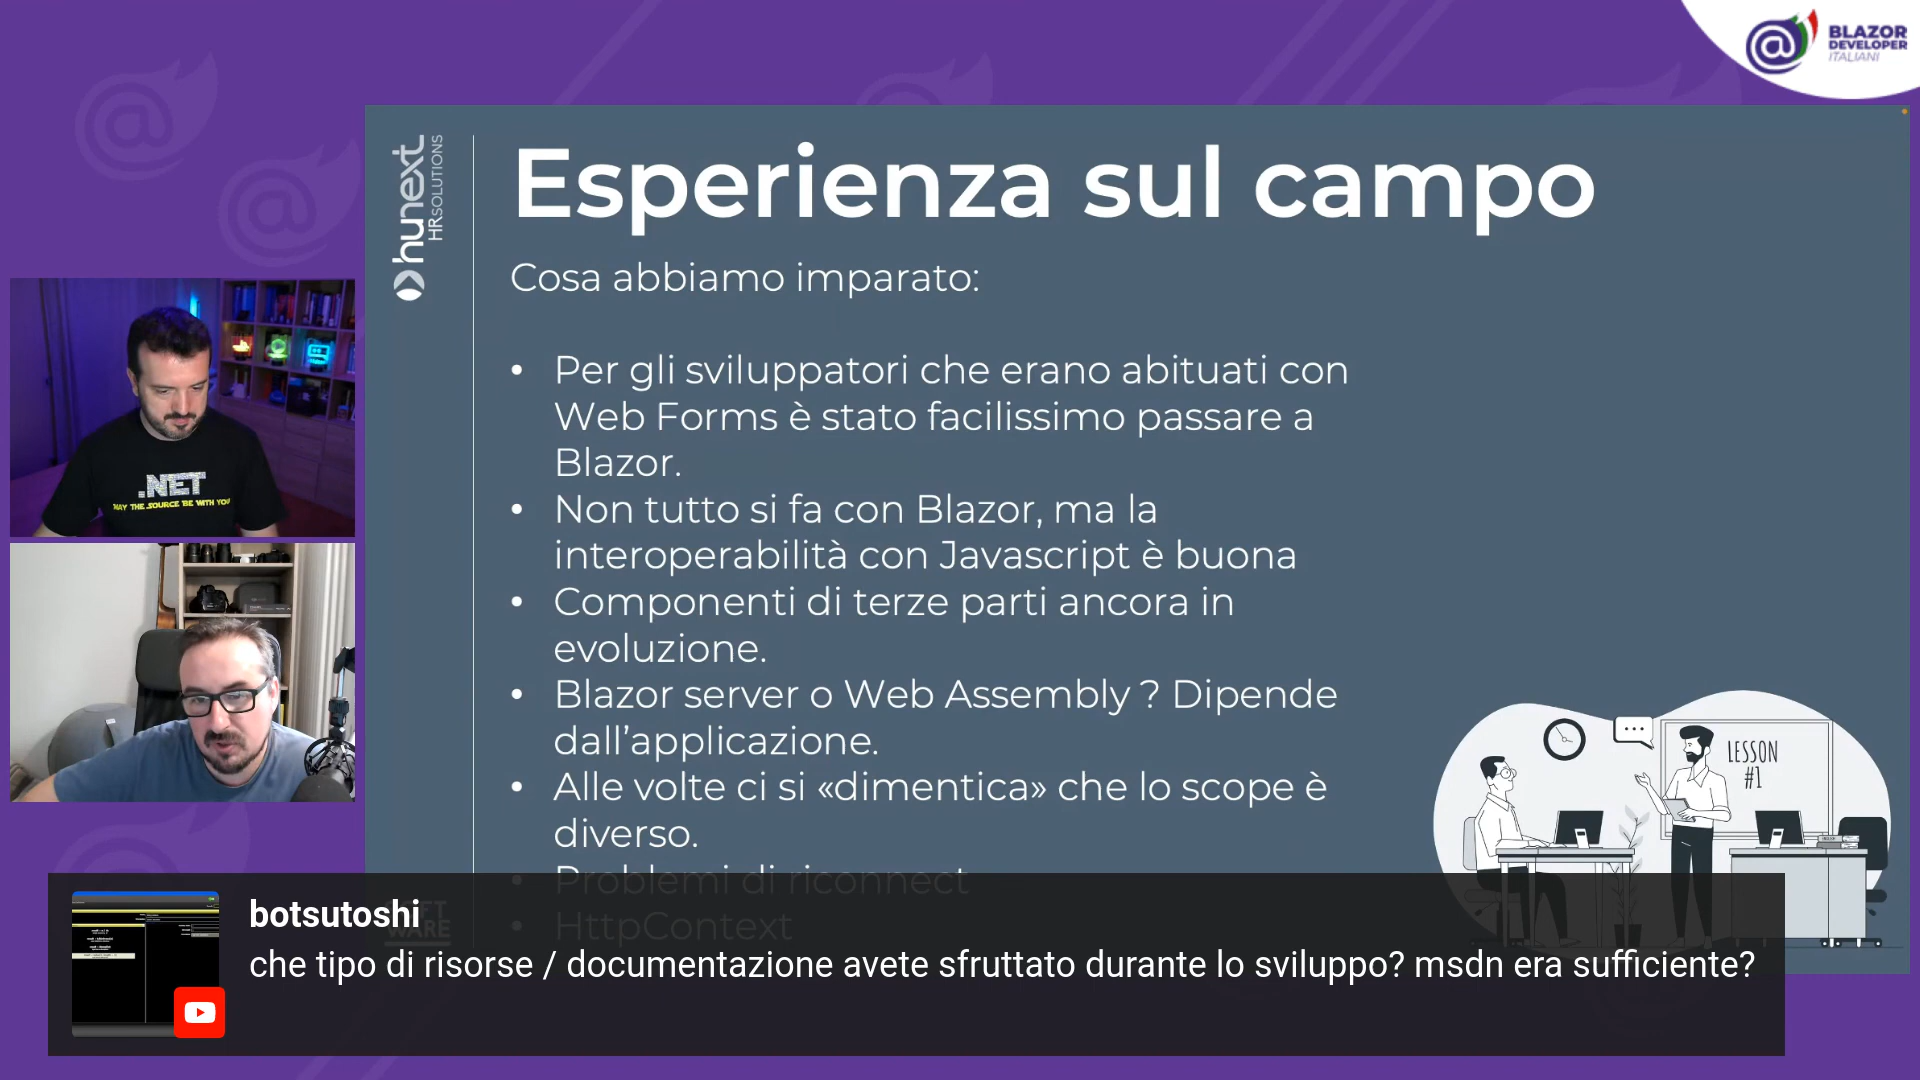 BLAZOR
DEVELOPER
ITALIANI
hunext
HRSOLUTIONS
Esperienza sul campo
Cosa abbiamo imparato:
• Per gli sviluppatori che erano abituati con
Web Forms è stato facilissimo passare a
Blazor.
• Non tutto si fa con Blazor, ma la
interoperabilità con Javascript è buona
• Componenti di terze parti ancora in
evoluzione.
• Blazor server o Web Assembly ? Dipende
dall’applicazione.
• Alle volte ci si «dimentica» che lo scope è
diverso.
• Problemi di riconnect
• HttpContext
LESSON
#1
.NET
MAY THE SOURCE BE WITH YOU
botsutoshi
che tipo di risorse / documentazione avete sfruttato durante lo sviluppo? msdn era sufficiente?